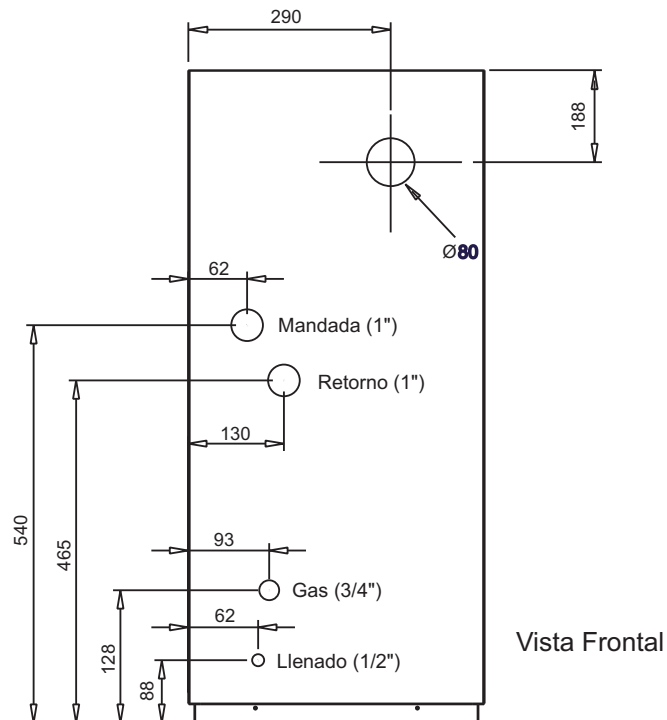 290
188
Ø80
62
Mandada (1")
Retorno (1")
130
540
465
93
Gas (3/4")
62
Llenado (1/2")
128
88
Vista Frontal